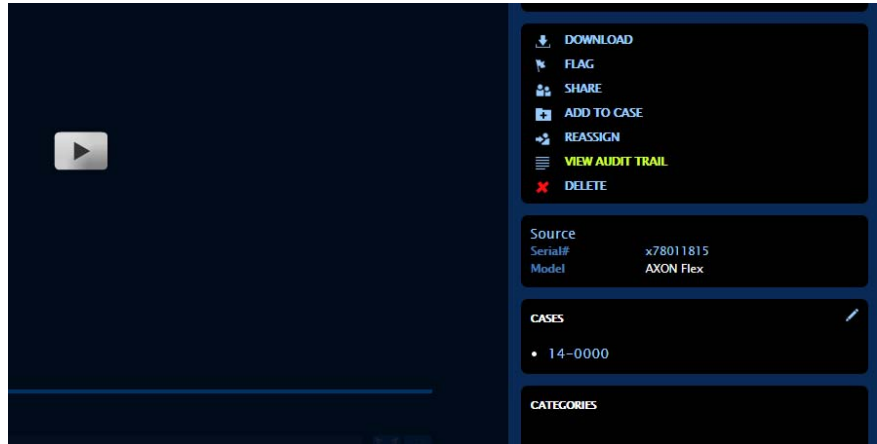 DOWNLOAD
FLAG
SHARE
ADD TO CASE
REASSIGN
VIEW AUDIT TRAIL
DELETE
Source
Serial# x78011815
Model AXON Flex
CASES
• 14-0000
CATEGORIES